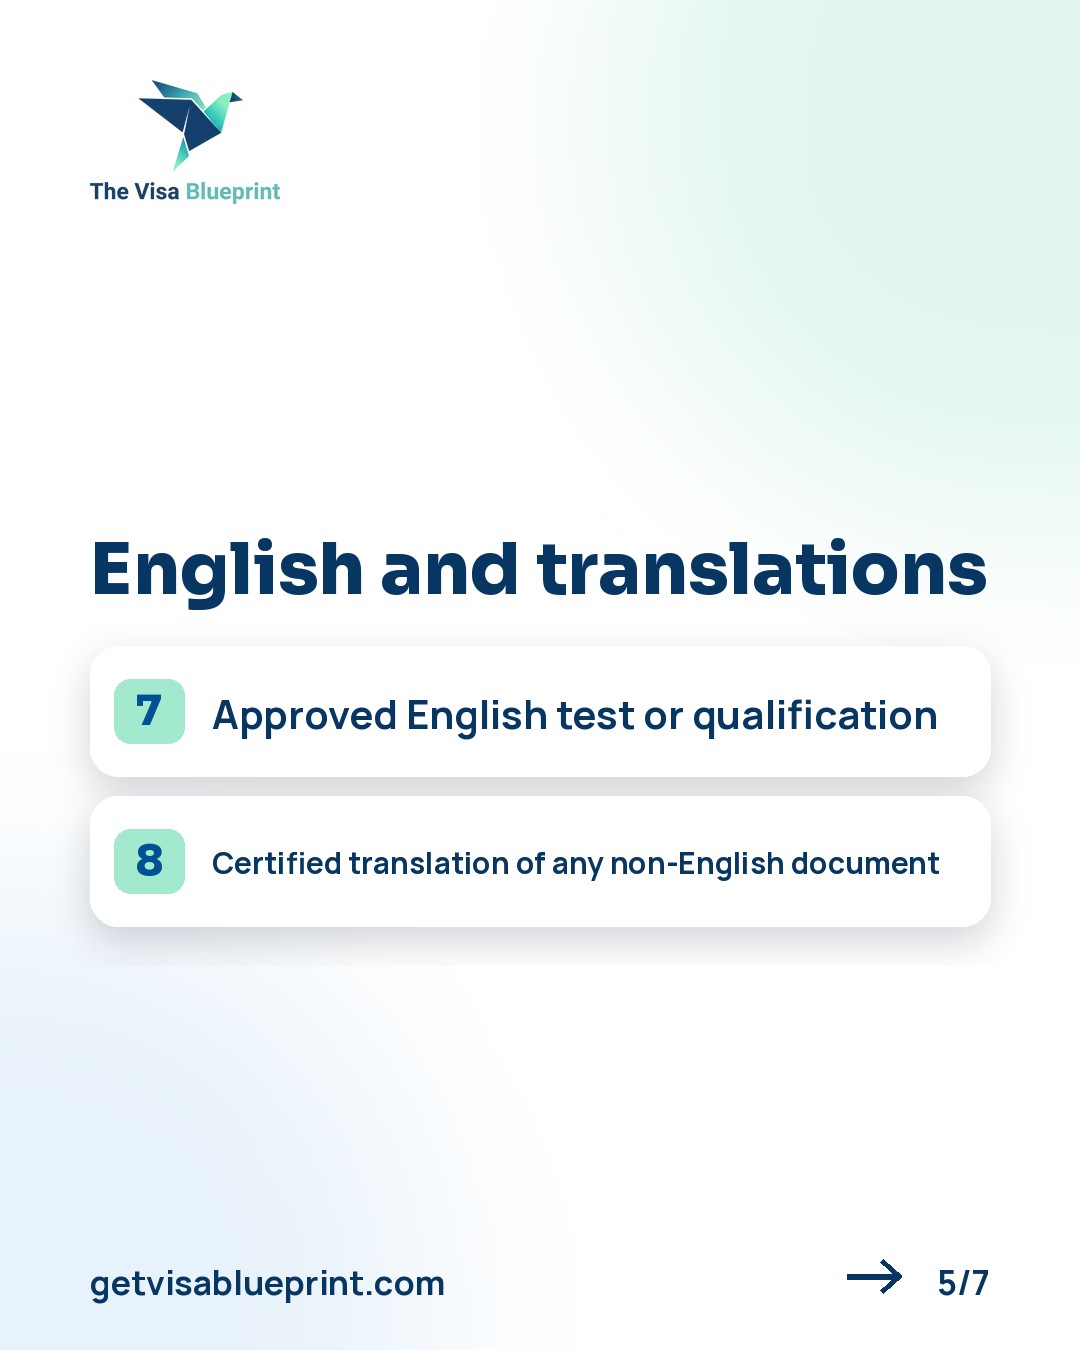 The Visa Blueprint
English and translations
7 Approved English test or qualification
8 Certified translation of any non-English document
getvisablueprint.com → 5/7